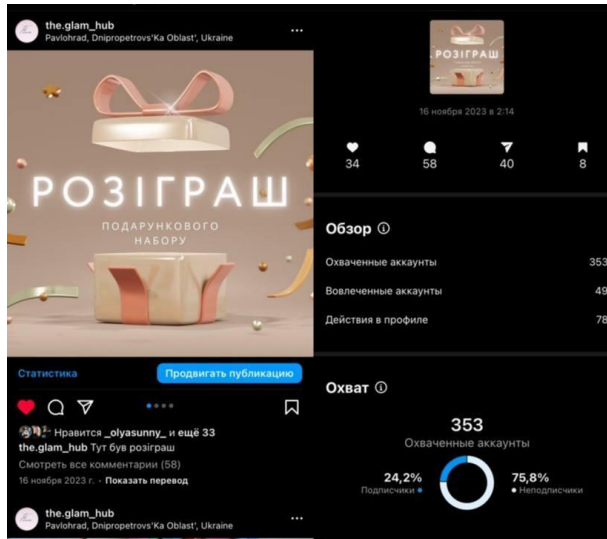 the.glam_hub
Pavlohrad, Dnipropetrovs'Ka Oblast', Ukraine
РОЗІГРАШ
ПОДАРУНКОВОГО
НАБОРУ
Статистика
Продвигать публикацию
Нравится _olyasunny_ и ещё 33
the.glam_hub Тут був розіграш
Смотреть все комментарии (58)
16 ноября 2023 г. • Показать перевод
the.glam_hub
Pavlohrad, Dnipropetrovs'Ka Oblast', Ukraine
РОЗІГРАШ
16 ноября 2023 в 2:14
34 58 40 8
Обзор
Охваченные аккаунты 353
Вовлеченные аккаунты 49
Действия в профиле 78
Охват
353
Охваченные аккаунты
24,2% 75,8%
Подписчики • • Неподписчики